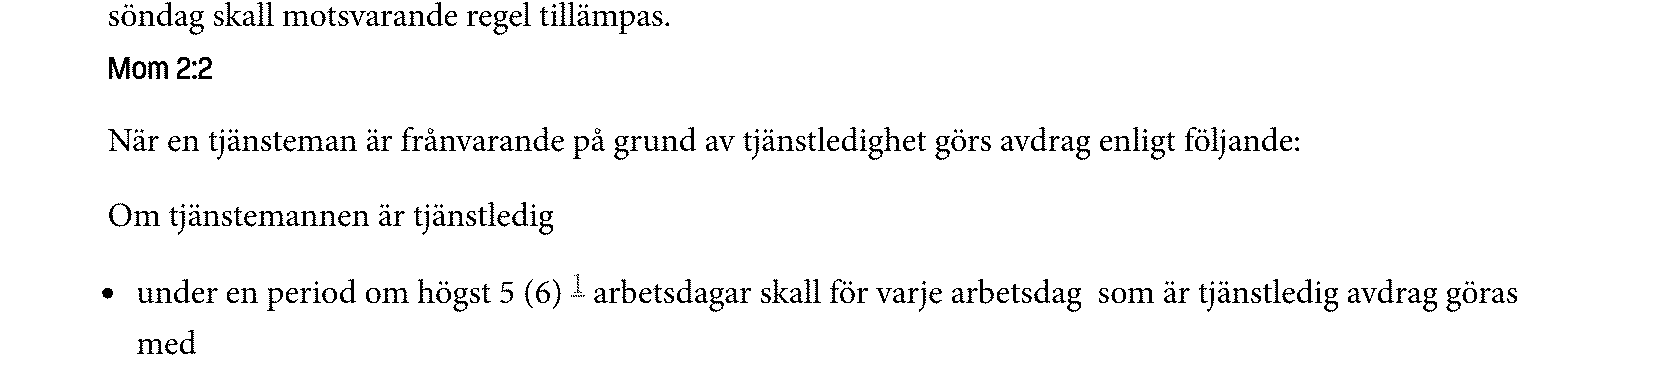 söndag skall motsvarande regel tillämpas.
Mom 2:2
När en tjänsteman är frånvarande på grund av tjänstledighet görs avdrag enligt följande:
Om tjänstemannen är tjänstledig
• under en period om högst 5 (6) 1 arbetsdagar skall för varje arbetsdag som är tjänstledig avdrag göras
med